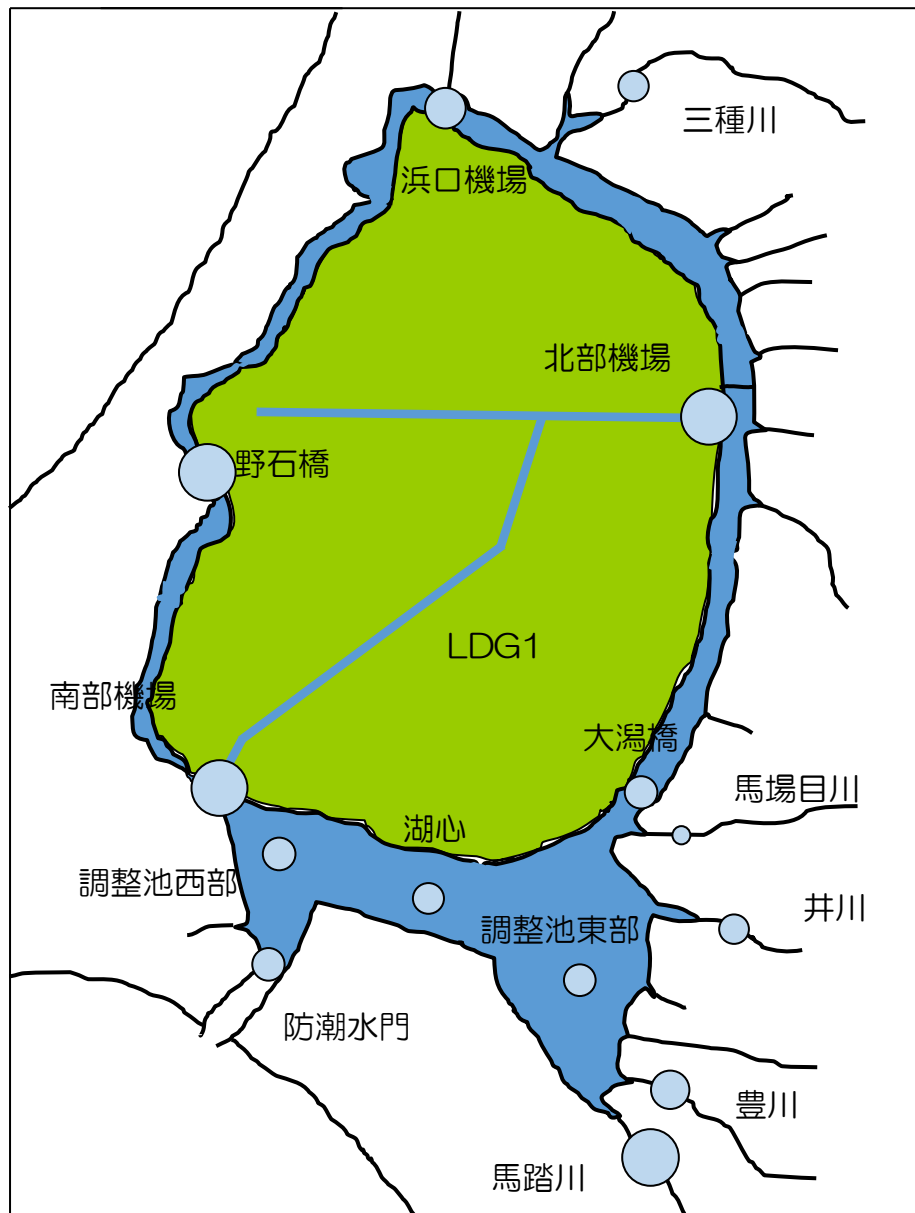 三種川
浜口機場
北部機場
野石橋
LDG1
南部機場
大潟橋
馬場目川
湖心
調整池西部
井川
調整池東部
防潮水門
豊川
馬踏川